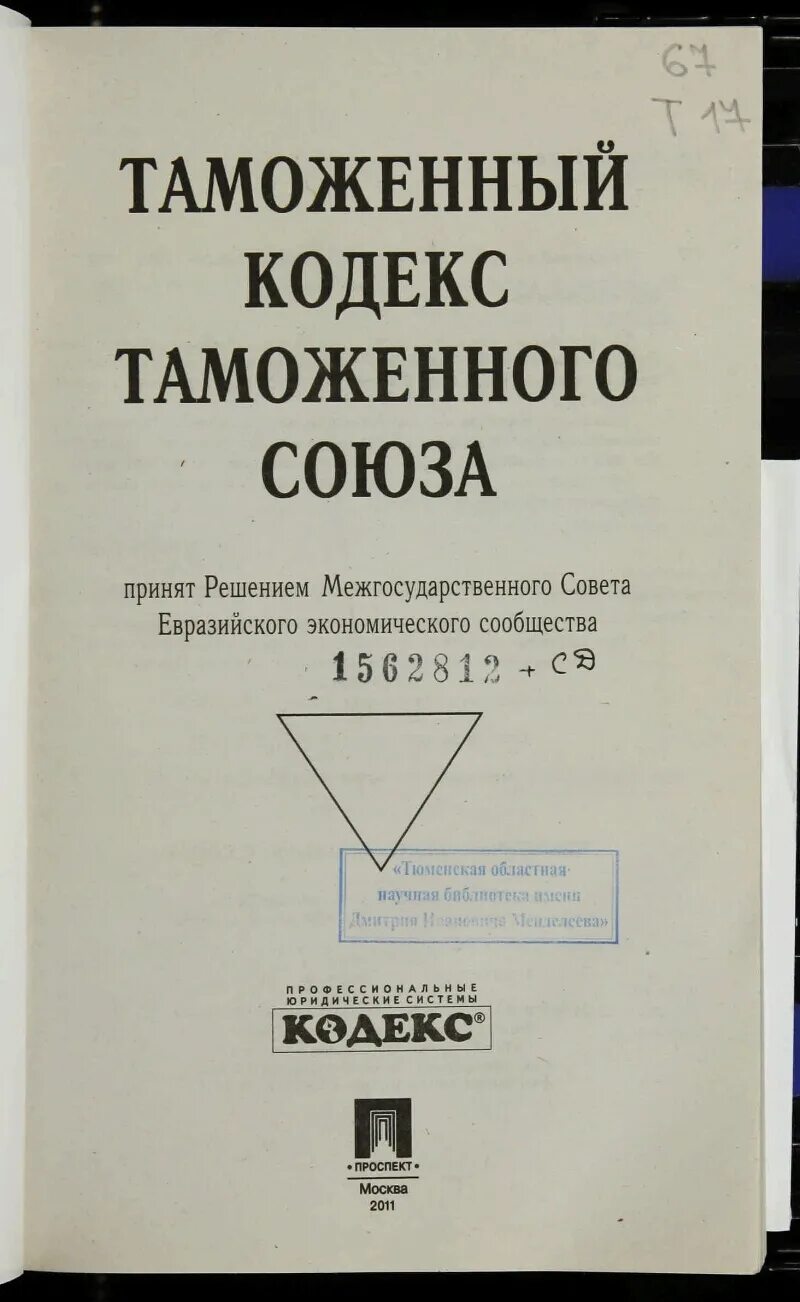 67
Т 17
ТАМОЖЕННЫЙ
КОДЕКС
ТАМОЖЕННОГО
СОЮЗА
принят Решением Межгосударственного Совета
Евразийского экономического сообщества
1562812 + СЭ
«Тюменская областная
научная библиотека имени
Дмитрия Ивановича Менделеева»
ПРОФЕССИОНАЛЬНЫЕ
ЮРИДИЧЕСКИЕ СИСТЕМЫ
КОДЕКС®
•ПРОСПЕКТ•
Москва
2011